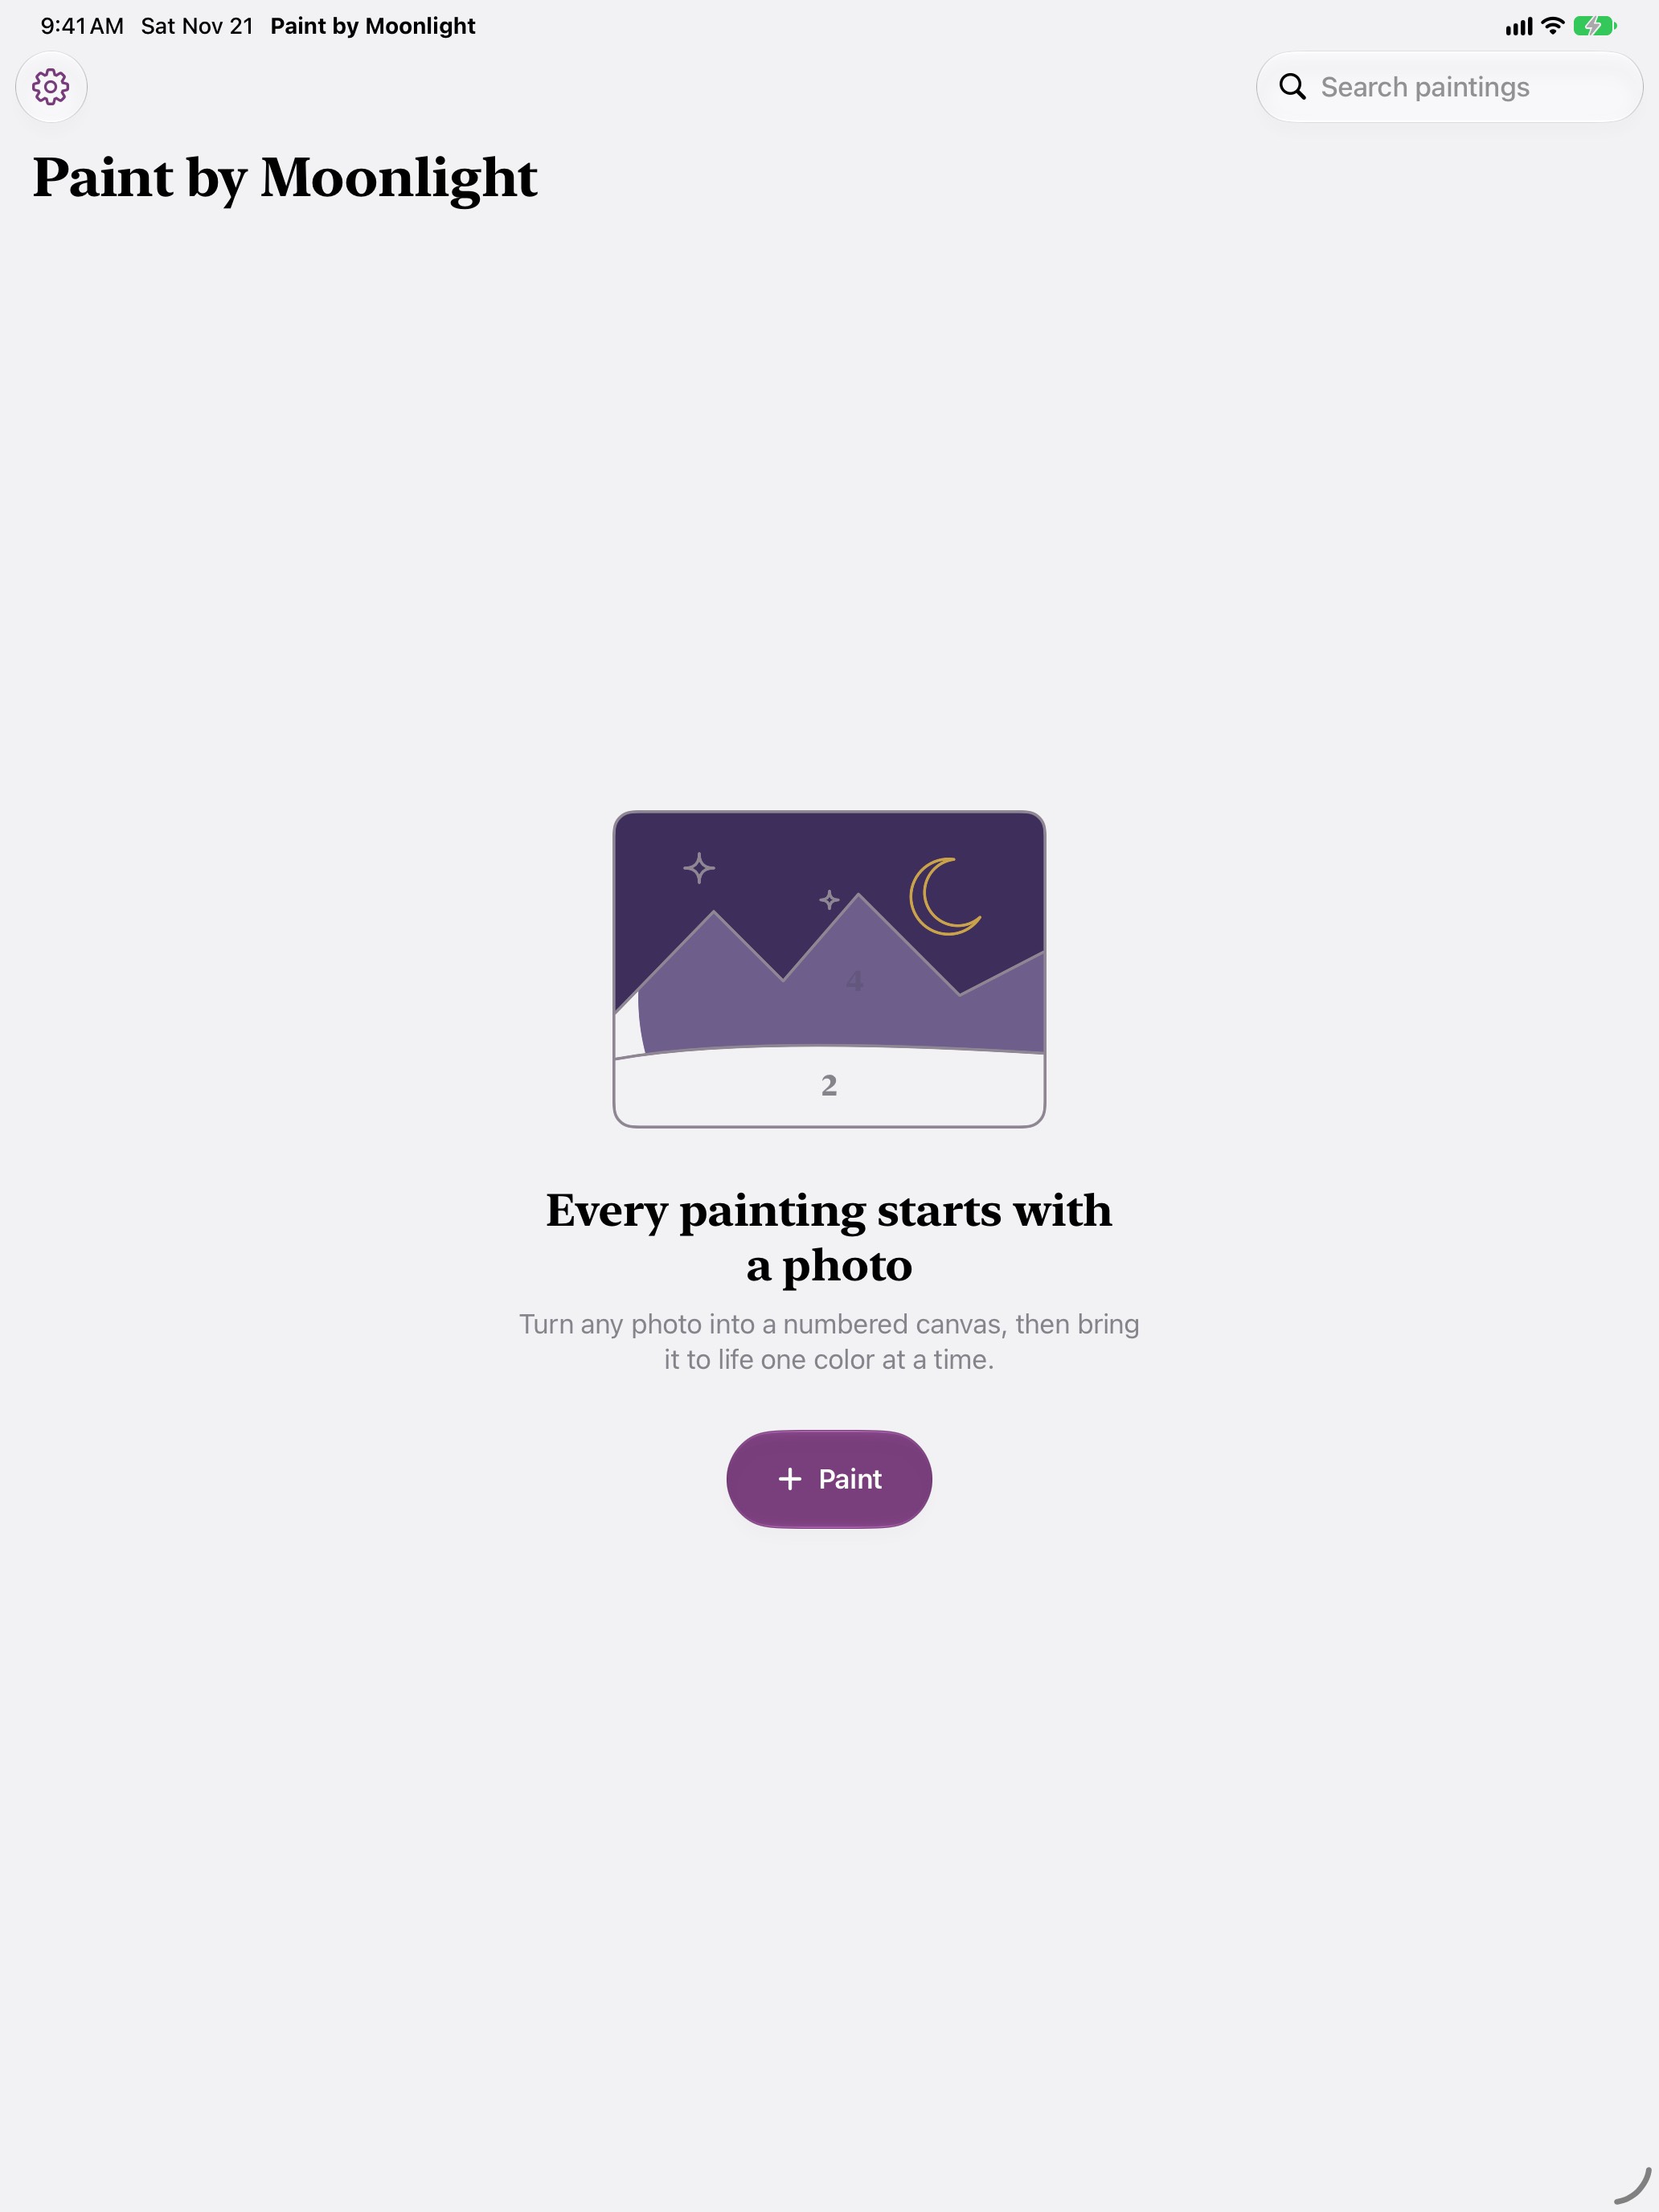 9:41 AM Sat Nov 21 Paint by Moonlight
Search paintings
Paint by Moonlight
4
2
Every painting starts with
a photo
Turn any photo into a numbered canvas, then bring
it to life one color at a time.
+ Paint